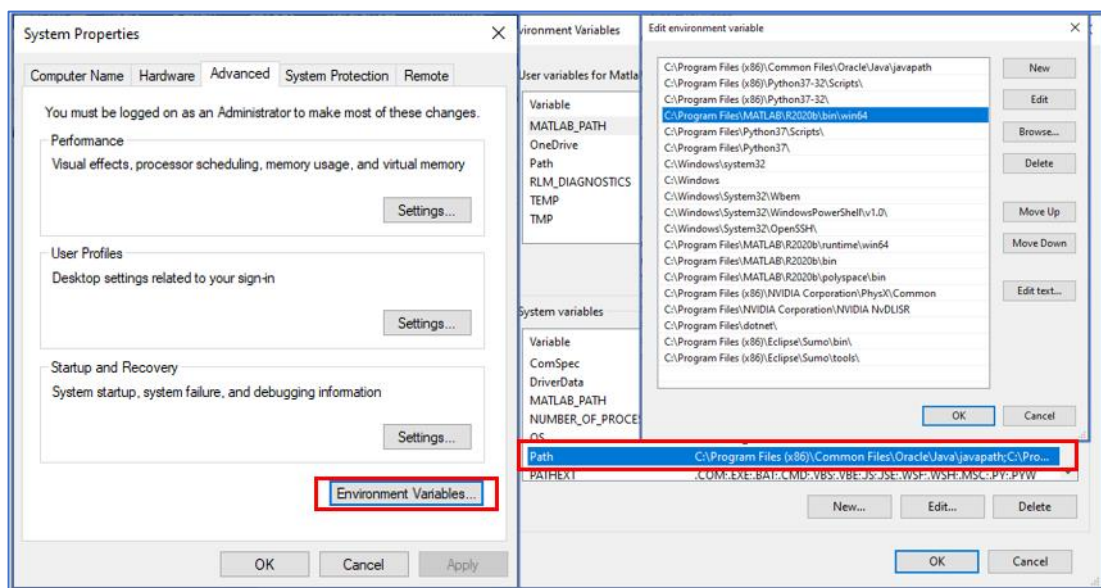 System Properties
Computer Name Hardware Advanced System Protection Remote
You must be logged on as an Administrator to make most of these changes.
Performance
Visual effects, processor scheduling, memory usage, and virtual memory
Settings...
User Profiles
Desktop settings related to your sign-in
Settings...
Startup and Recovery
System startup, system failure, and debugging information
Settings...
Environment Variables...
OK Cancel Apply
vironment Variables
User variables for Matla
Variable
MATLAB_PATH
OneDrive
Path
RLM_DIAGNOSTICS
TEMP
TMP
System variables
Variable
ComSpec
DriverData
MATLAB_PATH
NUMBER_OF_PROCE
OS
Path C:\Program Files (x86)\Common Files\Oracle\Java\javapath;C:\Pro...
PATHEXT .COM;.EXE;.BAT;.CMD;.VBS;.VBE;.JS;.JSE;.WSF;.WSH;.MSC;.PY;.PYW
New... Edit... Delete
OK Cancel
Edit environment variable
C:\Program Files (x86)\Common Files\Oracle\Java\javapath
C:\Program Files (x86)\Python37-32\Scripts\
C:\Program Files (x86)\Python37-32\
C:\Program Files\MATLAB\R2020b\bin\win64
C:\Program Files\Python37\Scripts\
C:\Program Files\Python37\
C:\Windows\system32
C:\Windows
C:\Windows\System32\Wbem
C:\Windows\System32\WindowsPowerShell\v1.0\
C:\Windows\System32\OpenSSH\
C:\Program Files\MATLAB\R2020b\runtime\win64
C:\Program Files\MATLAB\R2020b\bin
C:\Program Files\MATLAB\R2020b\polyspace\bin
C:\Program Files (x86)\NVIDIA Corporation\PhysX\Common
C:\Program Files\NVIDIA Corporation\NVIDIA NvDLISR
C:\Program Files\dotnet\
C:\Program Files (x86)\Eclipse\Sumo\bin\
C:\Program Files (x86)\Eclipse\Sumo\tools\
New
Edit
Browse...
Delete
Move Up
Move Down
Edit text...
OK Cancel